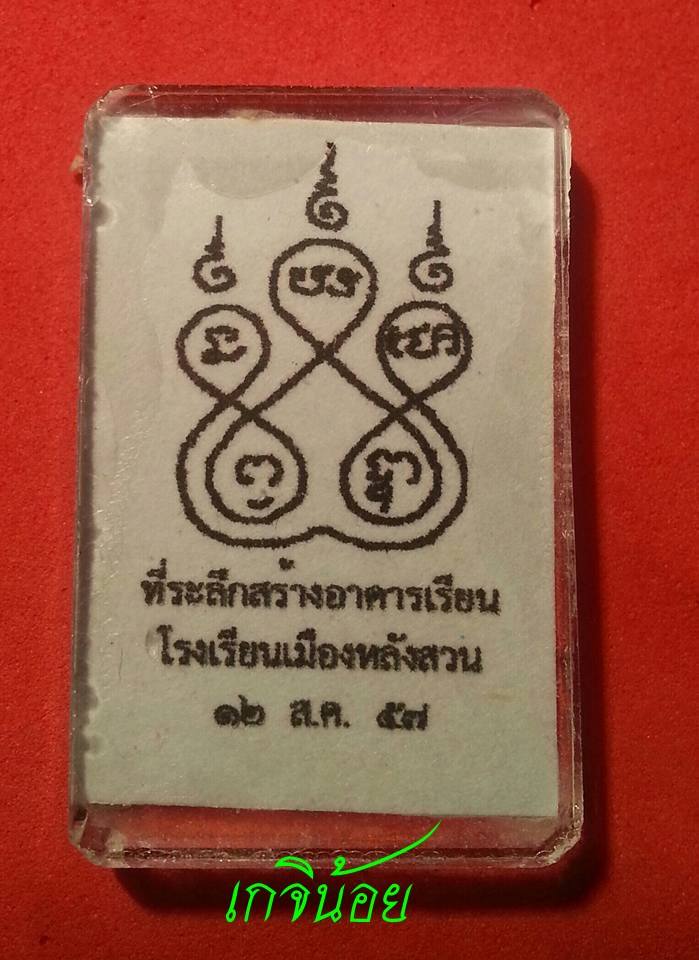 ที่ระลึกสร้างอาคารเรียน
โรงเรียนเมืองหลังสวน
๑๒ ส.ค. ๕๗
เกจิน้อย